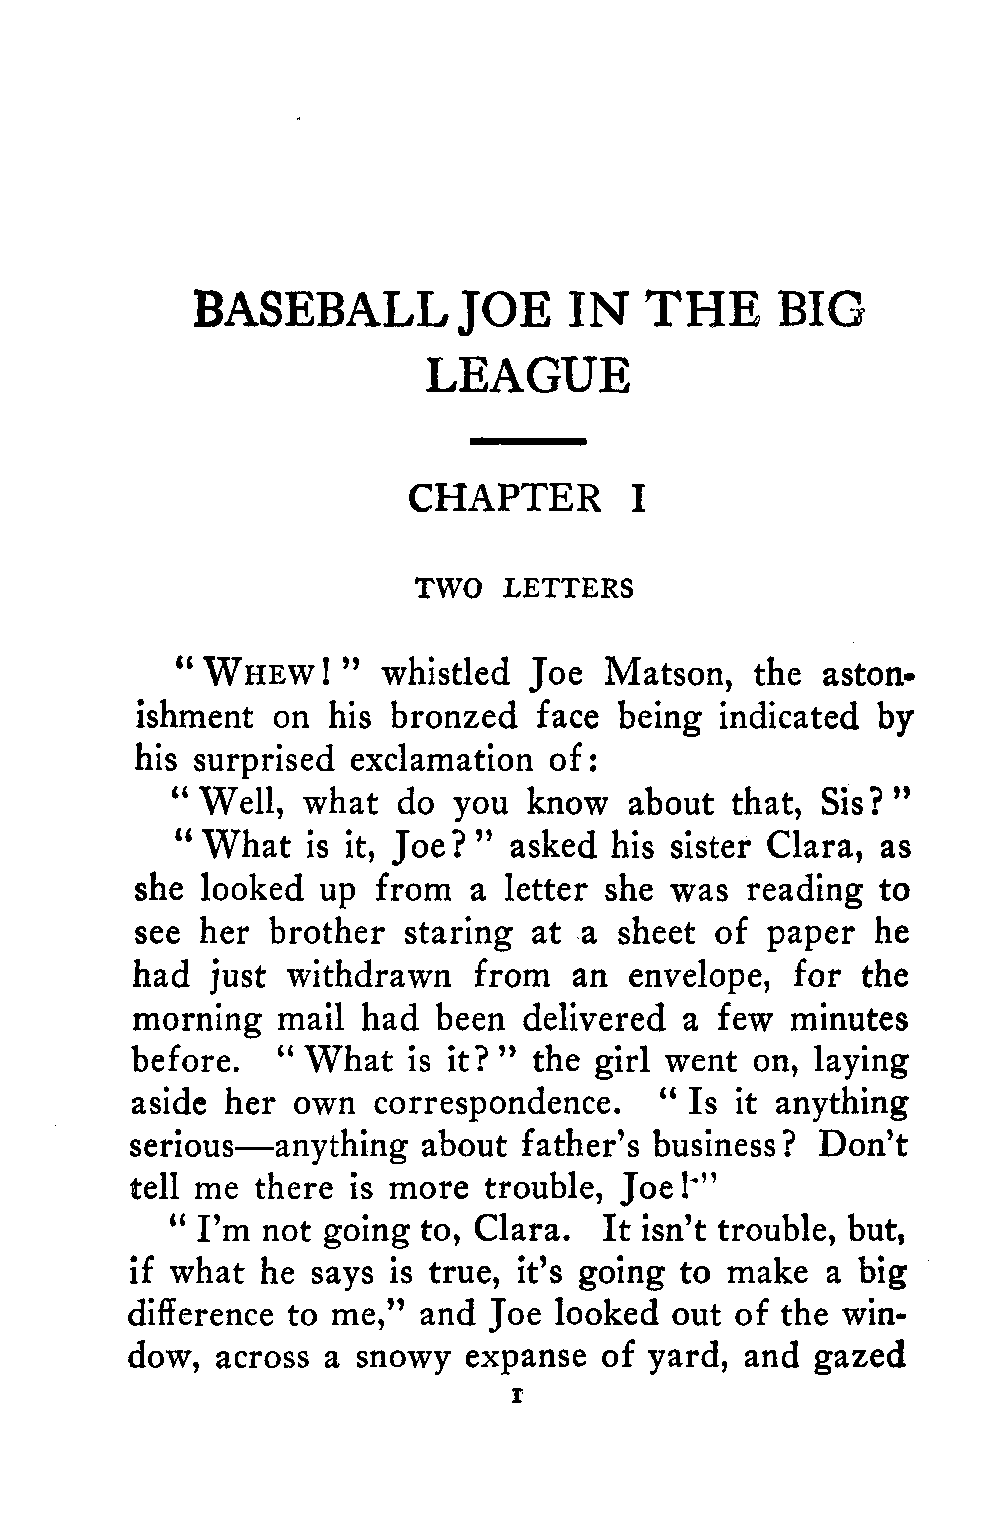 BASEBALL JOE IN THE BIG
LEAGUE
CHAPTER I
TWO LETTERS
“ WHEW! ” whistled Joe Matson, the aston-
ishment on his bronzed face being indicated by
his surprised exclamation of:
“ Well, what do you know about that, Sis? ”
“ What is it, Joe? ” asked his sister Clara, as
she looked up from a letter she was reading to
see her brother staring at a sheet of paper he
had just withdrawn from an envelope, for the
morning mail had been delivered a few minutes
before. “ What is it? ” the girl went on, laying
aside her own correspondence. “ Is it anything
serious—anything about father’s business? Don’t
tell me there is more trouble, Joe!”
“ I’m not going to, Clara. It isn’t trouble, but,
if what he says is true, it’s going to make a big
difference to me,” and Joe looked out of the win-
dow, across a snowy expanse of yard, and gazed
1